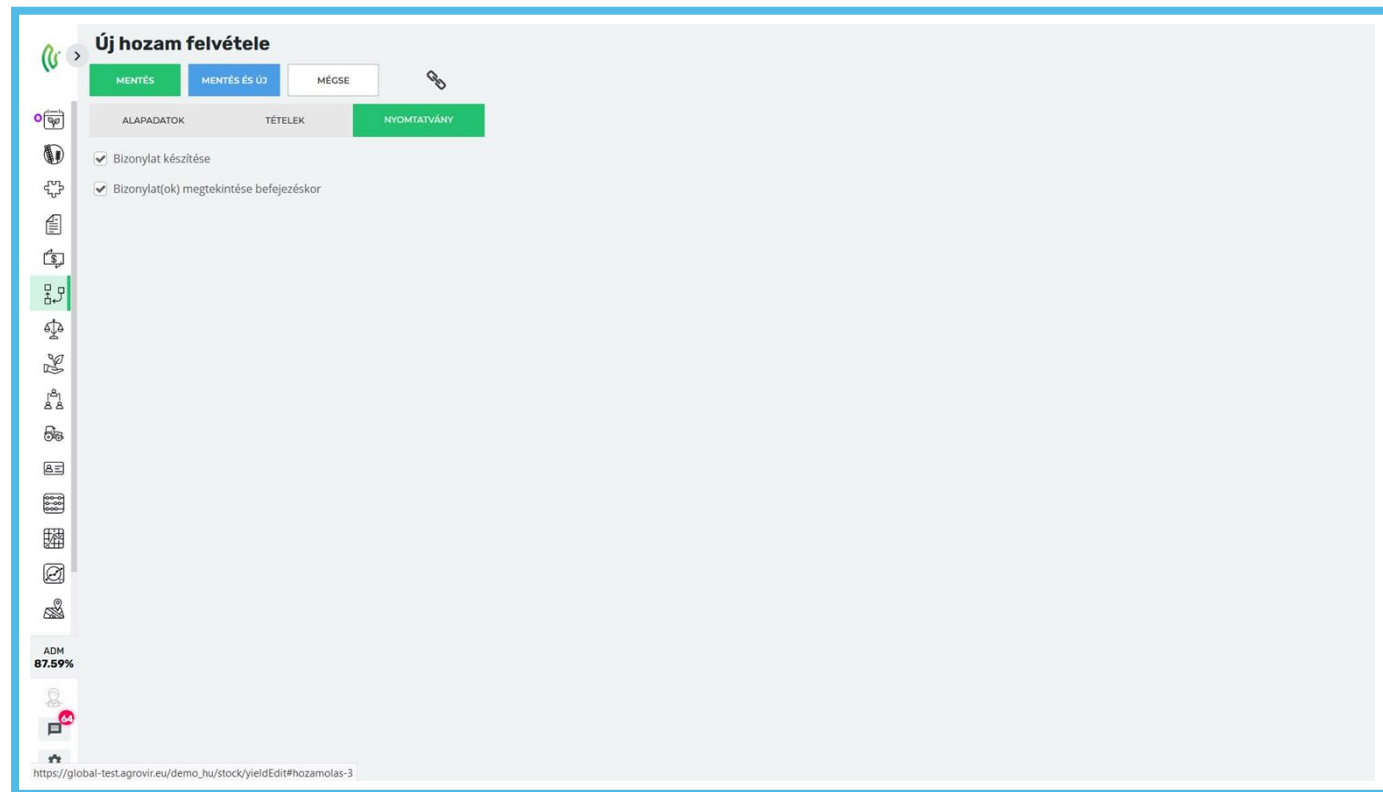 Új hozam felvétele
MENTÉS MENTÉS ÉS ÚJ MÉGSE
ALAPADATOK TÉTELEK NYOMTATVÁNY
Bizonylat készítése
Bizonylat(ok) megtekintése befejezéskor
ADM
87.59%
64
https://global-test.agrovir.eu/demo_hu/stock/yieldEdit#hozamolas-3